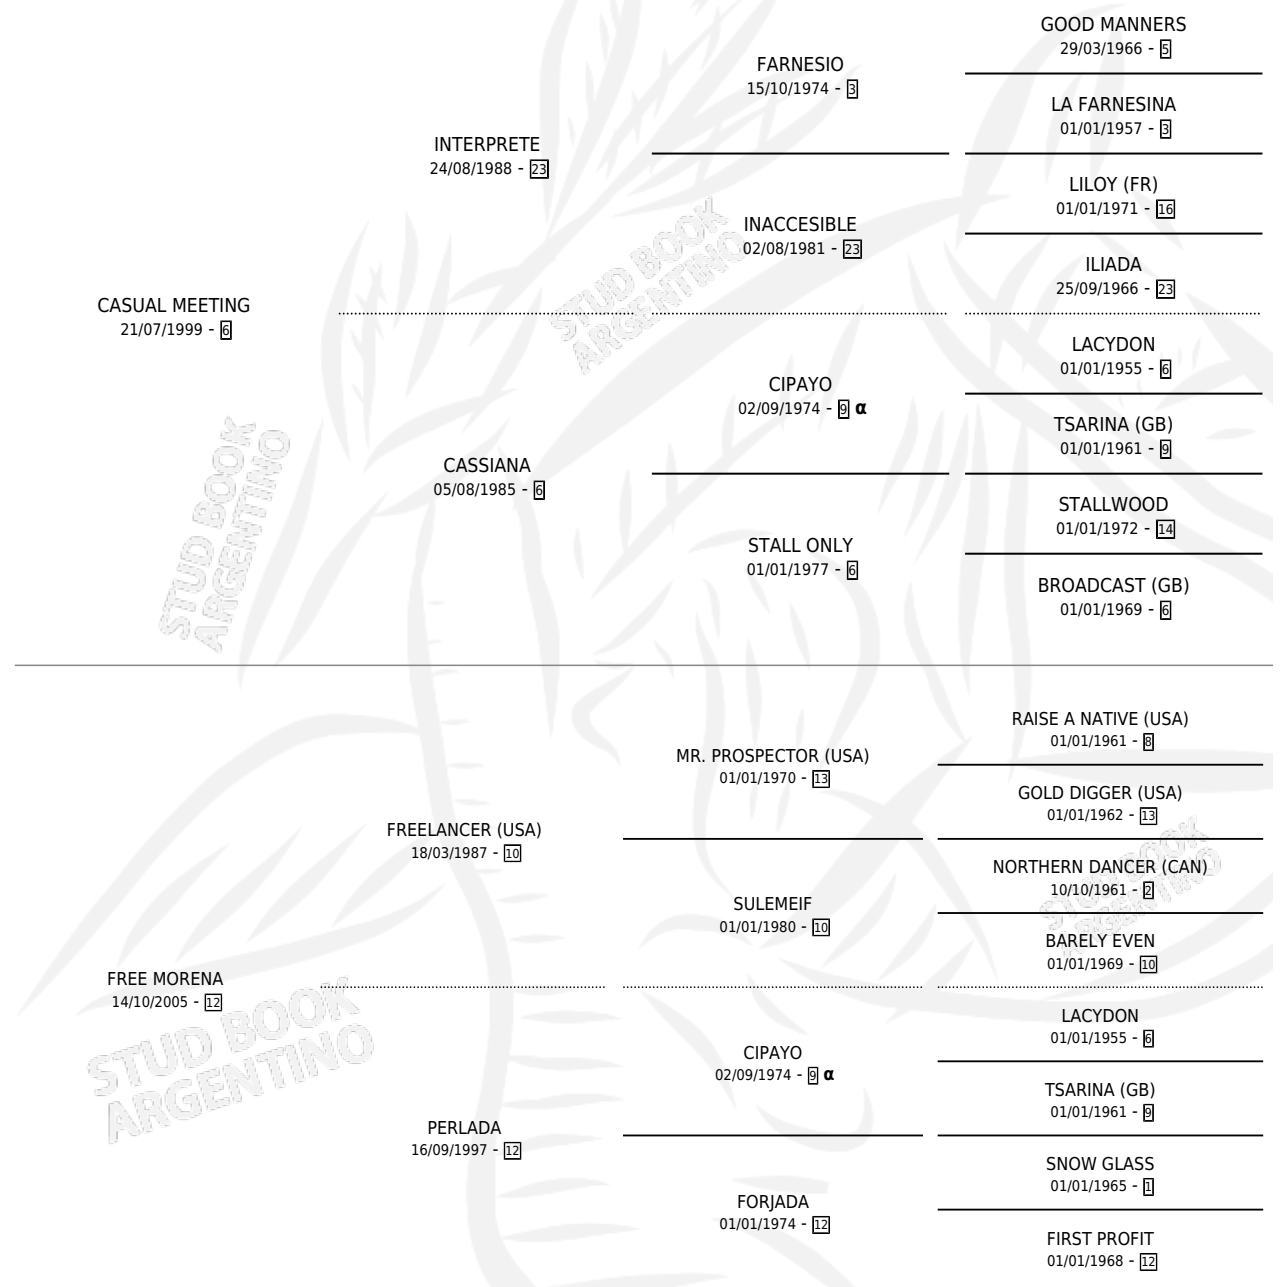 GOOD MANNERS
29/03/1966 - 5
FARNESIO
15/10/1974 - 3
LA FARNESINA
01/01/1957 - 3
INTERPRETE
24/08/1988 - 23
LILOY (FR)
01/01/1971 - 16
INACCESIBLE
02/08/1981 - 23
ILIADA
25/09/1966 - 23
CASUAL MEETING
21/07/1999 - 6
LACYDON
01/01/1955 - 6
CIPAYO
02/09/1974 - 9 α
TSARINA (GB)
01/01/1961 - 9
CASSIANA
05/08/1985 - 6
STALLWOOD
01/01/1972 - 14
STALL ONLY
01/01/1977 - 6
BROADCAST (GB)
01/01/1969 - 6
RAISE A NATIVE (USA)
01/01/1961 - 8
MR. PROSPECTOR (USA)
01/01/1970 - 13
GOLD DIGGER (USA)
01/01/1962 - 13
FREELANCER (USA)
18/03/1987 - 10
NORTHERN DANCER (CAN)
10/10/1961 - 2
SULEMEIF
01/01/1980 - 10
BARELY EVEN
01/01/1969 - 10
FREE MORENA
14/10/2005 - 12
LACYDON
01/01/1955 - 6
CIPAYO
02/09/1974 - 9 α
TSARINA (GB)
01/01/1961 - 9
PERLADA
16/09/1997 - 12
SNOW GLASS
01/01/1965 - 1
FORJADA
01/01/1974 - 12
FIRST PROFIT
01/01/1968 - 12
STUD BOOK
ARGENTINO
STUD BOOK
ARGENTINO
STUD BOOK
ARGENTINO
STUD BOOK
ARGENTINO